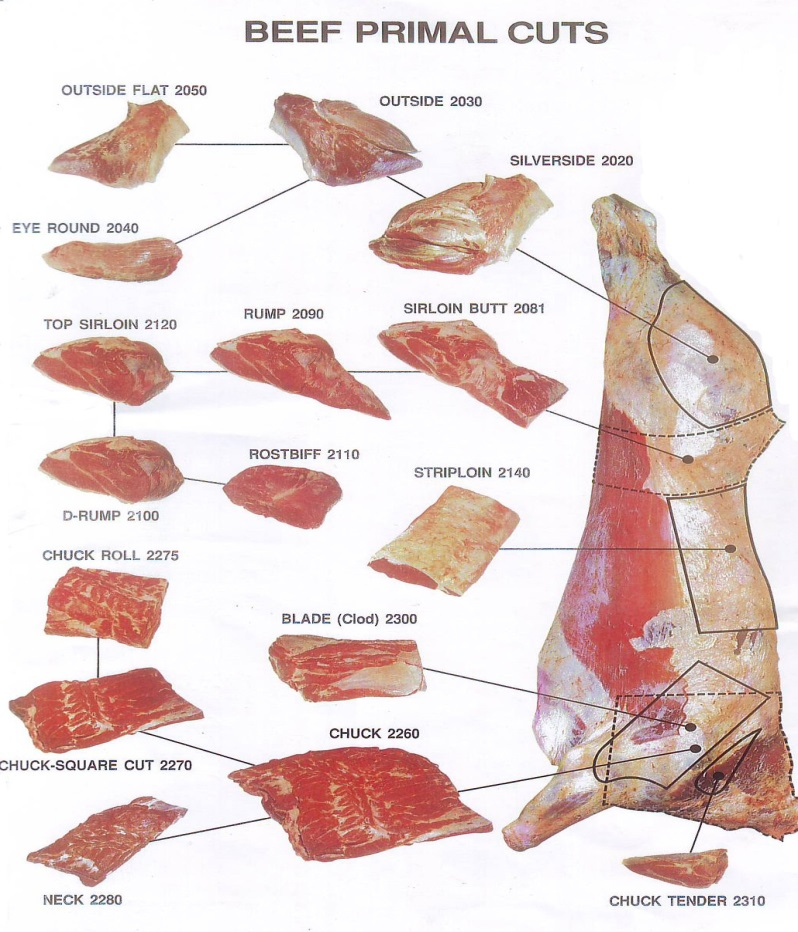 BEEF PRIMAL CUTS
OUTSIDE FLAT 2050
OUTSIDE 2030
SILVERSIDE 2020
EYE ROUND 2040
TOP SIRLOIN 2120
RUMP 2090
SIRLOIN BUTT 2081
ROSTBIFF 2110
STRIPLOIN 2140
D-RUMP 2100
CHUCK ROLL 2275
BLADE (Clod) 2300
CHUCK 2260
CHUCK-SQUARE CUT 2270
NECK 2280
CHUCK TENDER 2310